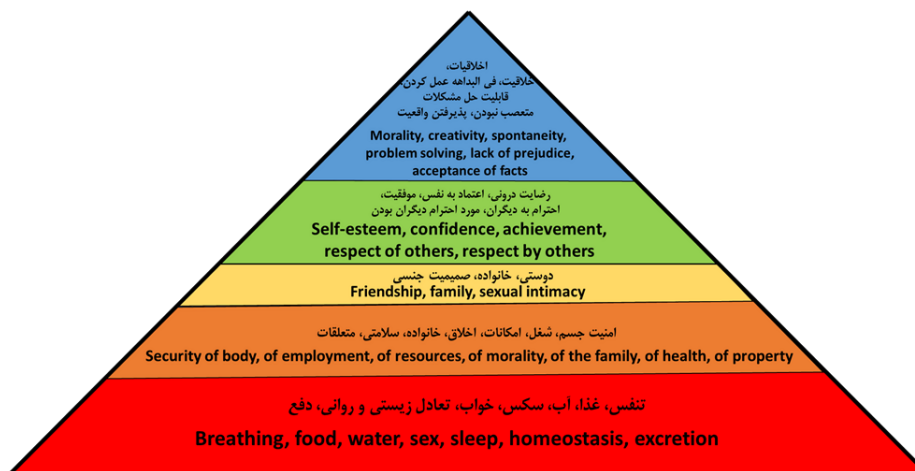 اخلاقیات،
خلاقیت، فی البداهه عمل کردن،
قابلیت حل مشکلات
متعصب نبودن، پذیرفتن واقعیت
Morality, creativity, spontaneity,
problem solving, lack of prejudice,
acceptance of facts
رضایت درونی، اعتماد به نفس، موفقیت،
احترام به دیگران، مورد احترام دیگران بودن
Self-esteem, confidence, achievement,
respect of others, respect by others
دوستی، خانواده، صمیمیت جنسی
Friendship, family, sexual intimacy
امنیت جسم، شغل، امکانات، اخلاق، خانواده، سلامتی، متعلقات
Security of body, of employment, of resources, of morality, of the family, of health, of property
تنفس، غذا، آب، سکس، خواب، تعادل زیستی و روانی، دفع
Breathing, food, water, sex, sleep, homeostasis, excretion